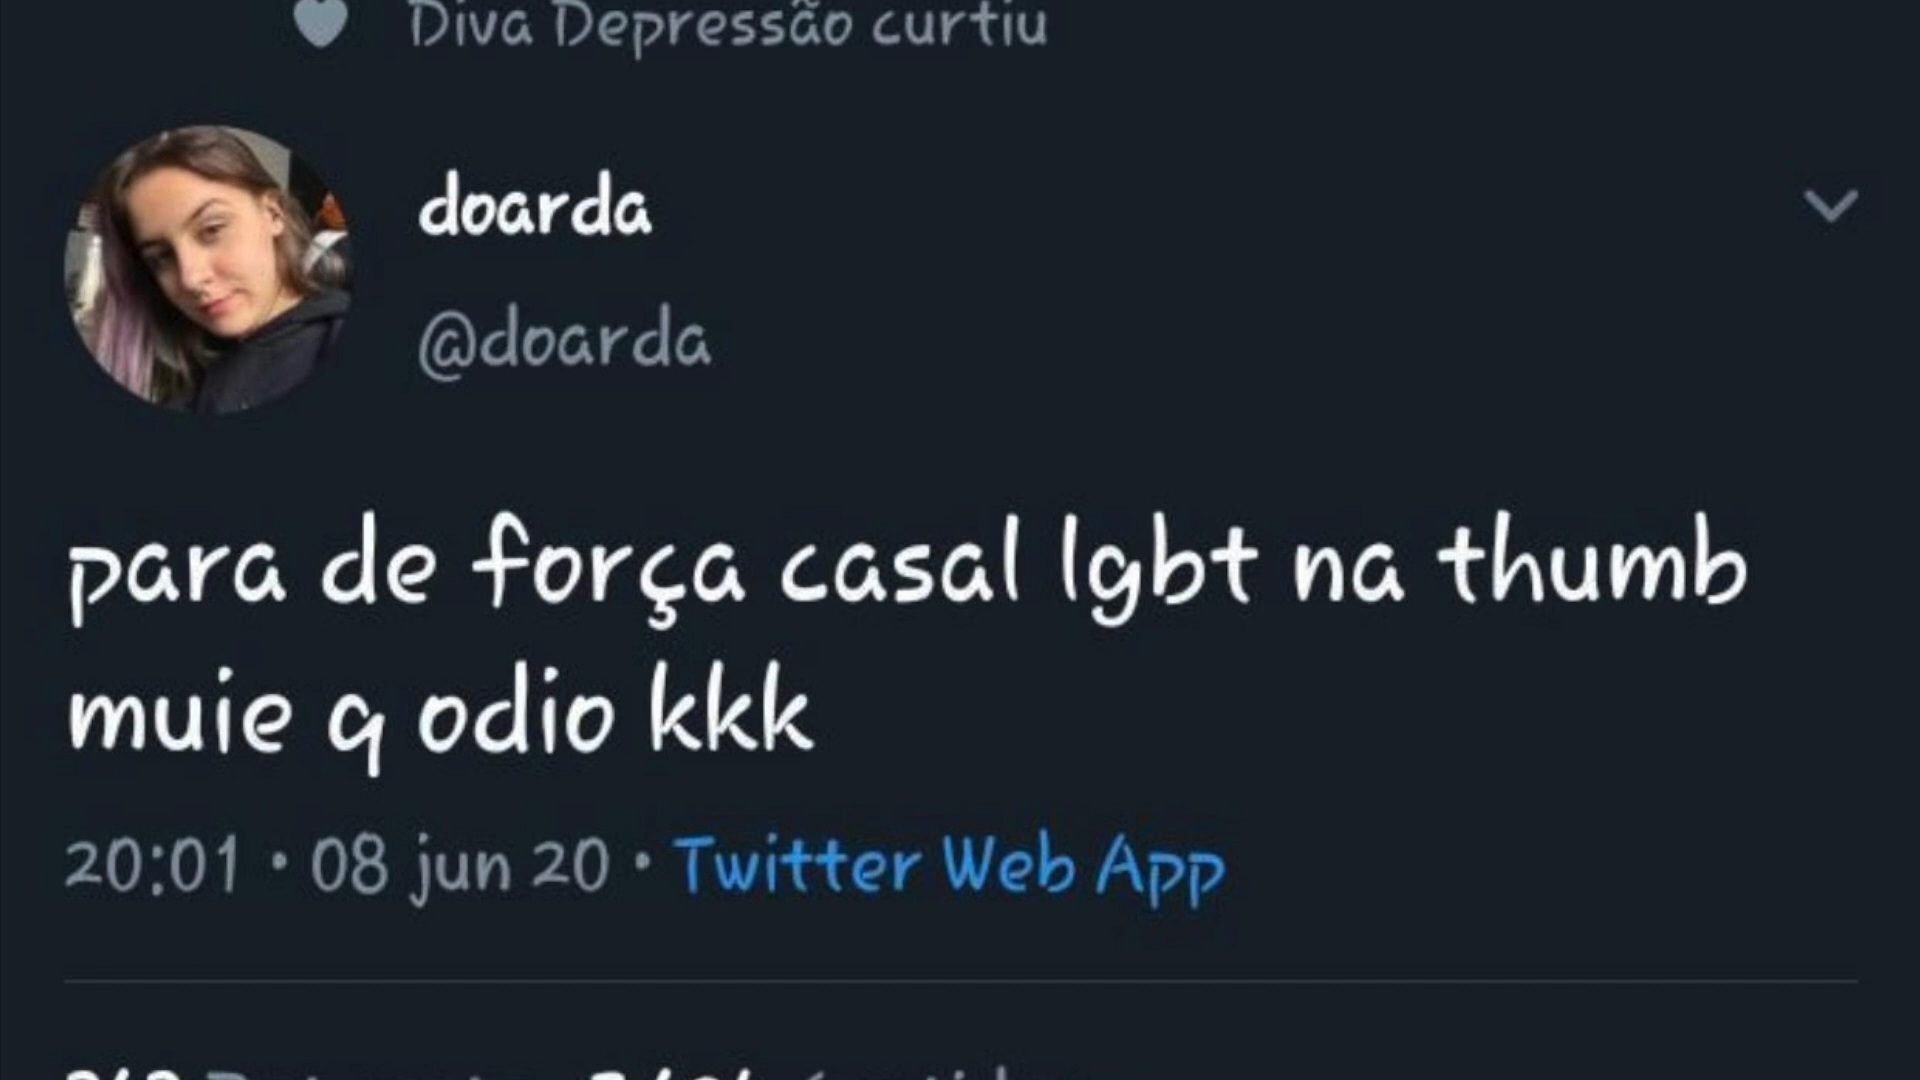 Diva Depressão curtiu
doarda
@doarda
para de força casal lgbt na thumb
muie q odio kkk
20:01 • 08 jun 20 • Twitter Web App